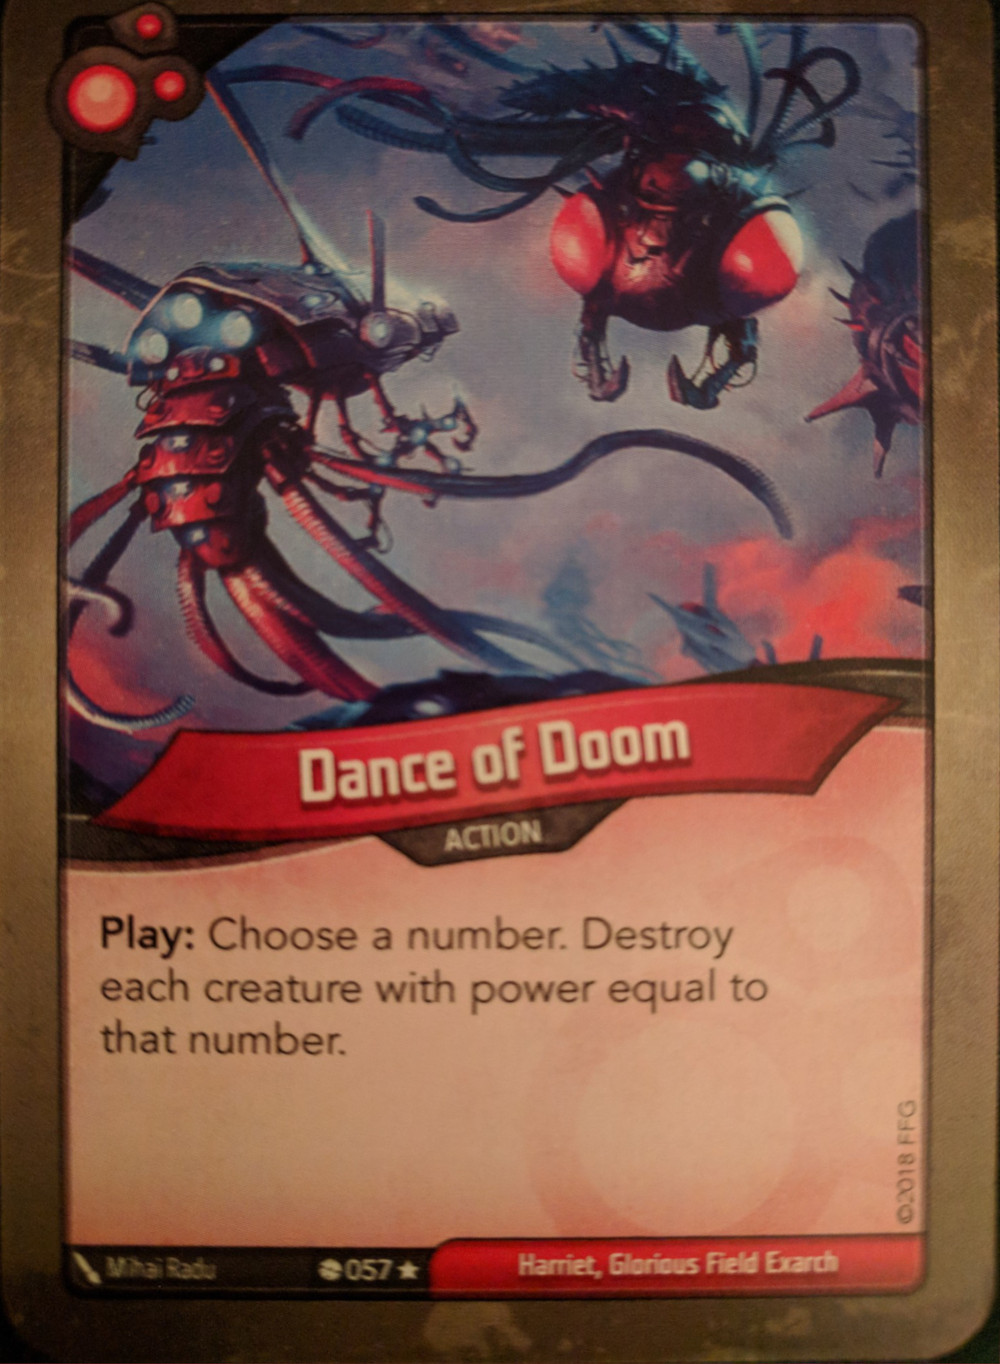 Dance of Doom
ACTION
Play: Choose a number. Destroy
each creature with power equal to
that number.
©2018 FFG
Mihai Radu
057
Harriet, Glorious Field Exarch